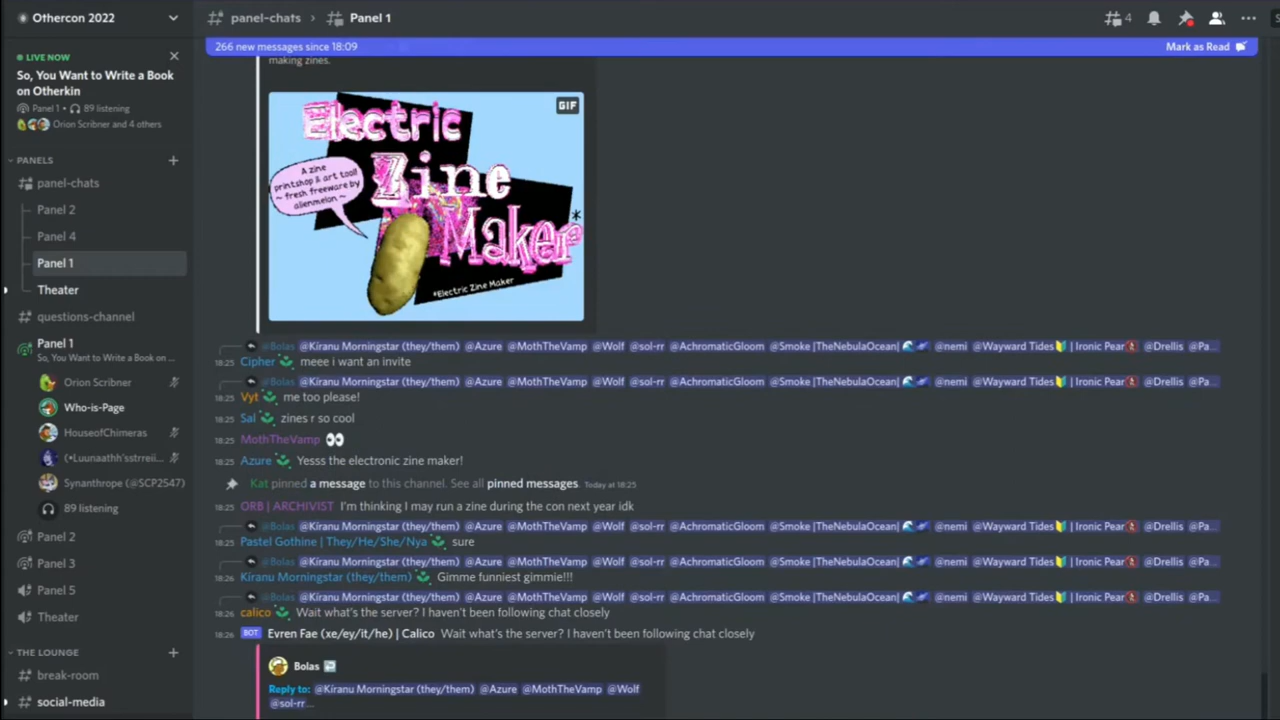 Othercon 2022
LIVE NOW
So, You Want to Write a Book
on Otherkin
Panel 1 • 89 listening
Orion Scribner and 4 others
PANELS
panel-chats
Panel 2
Panel 4
Panel 1
Theater
questions-channel
Panel 1
So, You Want to Write a Book on ...
Orion Scribner
Who-is-Page
HouseofChimeras
(•Luunaathh'sstrreii...
Synanthrope (@SCP2547)
89 listening
Panel 2
Panel 3
Panel 5
Theater
THE LOUNGE
break-room
social-media
panel-chats › Panel 1
4
266 new messages since 18:09 Mark as Read
making zines.
GIF
Electric
Zine
Maker*
A zine
printshop & art tool!
~ fresh freeware by
alienmelon ~
*Electric Zine Maker
@Bolas @Kiranu Morningstar (they/them) @Azure @MothTheVamp @Wolf @sol-rr @AchromaticGloom @Smoke |TheNebulaOcean| @nemi @Wayward Tides | Ironic Pear @Drellis @Pa...
18:25 Cipher meee i want an invite
@Bolas @Kiranu Morningstar (they/them) @Azure @MothTheVamp @Wolf @sol-rr @AchromaticGloom @Smoke |TheNebulaOcean| @nemi @Wayward Tides | Ironic Pear @Drellis @Pa...
18:25 Vyt me too please!
18:25 Sal zines r so cool
18:25 MothTheVamp 👀
18:25 Azure Yesss the electronic zine maker!
Kat pinned a message to this channel. See all pinned messages. Today at 18:25
18:25 ORB | ARCHIVIST I'm thinking I may run a zine during the con next year idk
@Bolas @Kiranu Morningstar (they/them) @Azure @MothTheVamp @Wolf @sol-rr @AchromaticGloom @Smoke |TheNebulaOcean| @nemi @Wayward Tides | Ironic Pear @Drellis @Pa...
18:25 Pastel Gothine | They/He/She/Nya sure
@Bolas @Kiranu Morningstar (they/them) @Azure @MothTheVamp @Wolf @sol-rr @AchromaticGloom @Smoke |TheNebulaOcean| @nemi @Wayward Tides | Ironic Pear @Drellis @Pa...
18:26 Kiranu Morningstar (they/them) Gimme funniest gimmie!!!
@Bolas @Kiranu Morningstar (they/them) @Azure @MothTheVamp @Wolf @sol-rr @AchromaticGloom @Smoke |TheNebulaOcean| @nemi @Wayward Tides | Ironic Pear @Drellis @Pa...
18:26 calico Wait what's the server? I haven't been following chat closely
18:26 BOT Evren Fae (xe/ey/it/he) | Calico Wait what's the server? I haven't been following chat closely
Bolas
Reply to: @Kiranu Morningstar (they/them) @Azure @MothTheVamp @Wolf
@sol-rr...